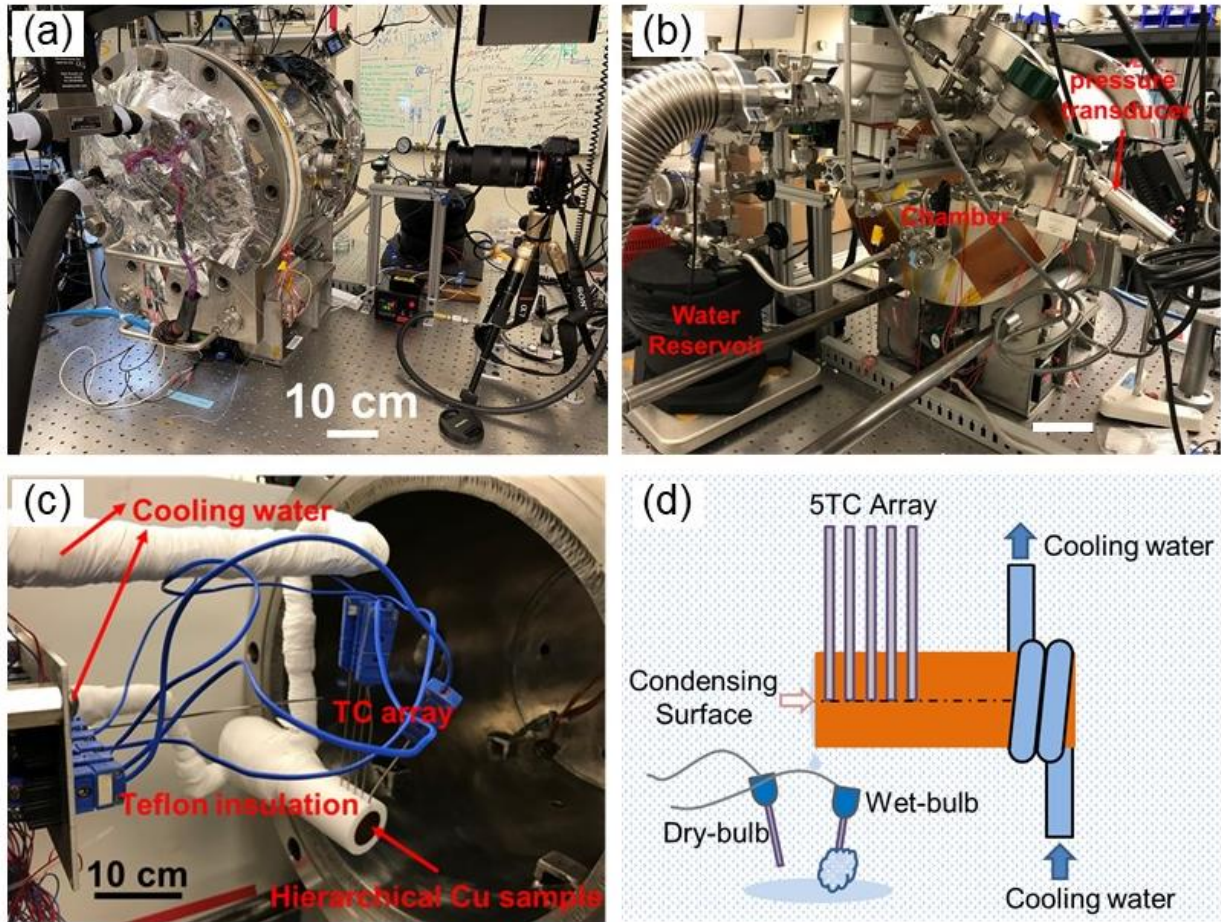 (a)
10 cm
(b)
pressure
transducer
Chamber
Water
Reservoir
(c)
Cooling water
TC array
Teflon insulation
10 cm
Hierarchical Cu sample
(d)
5TC Array
Cooling water
Condensing
Surface
Wet-bulb
Dry-bulb
Cooling water